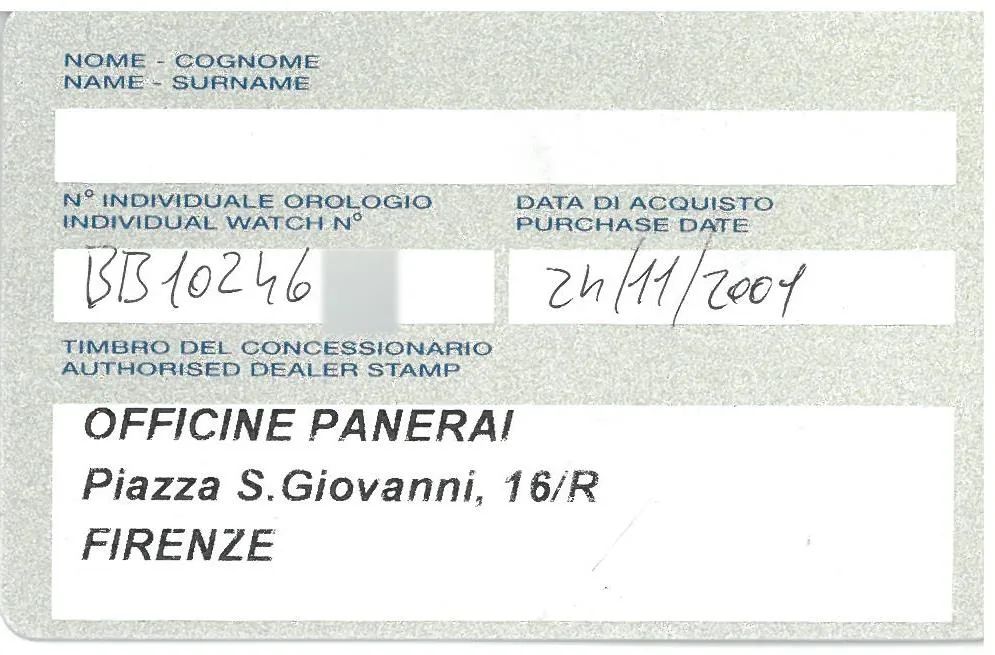 NOME - COGNOME
NAME - SURNAME
N° INDIVIDUALE OROLOGIO
INDIVIDUAL WATCH N°
DATA DI ACQUISTO
PURCHASE DATE
BB10246
24/11/2001
TIMBRO DEL CONCESSIONARIO
AUTHORISED DEALER STAMP
OFFICINE PANERAI
Piazza S.Giovanni, 16/R
FIRENZE